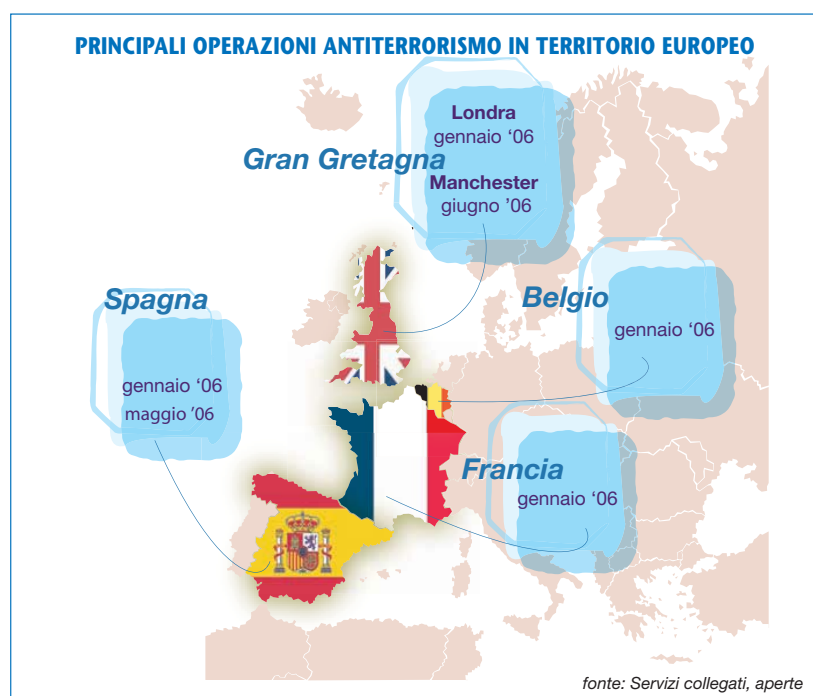 PRINCIPALI OPERAZIONI ANTITERRORISMO IN TERRITORIO EUROPEO
Gran Gretagna
Londra
gennaio ‘06
Manchester
giugno ’06
Spagna
gennaio ‘06
maggio '06
Belgio
gennaio ‘06
Francia
gennaio ‘06
fonte: Servizi collegati, aperte